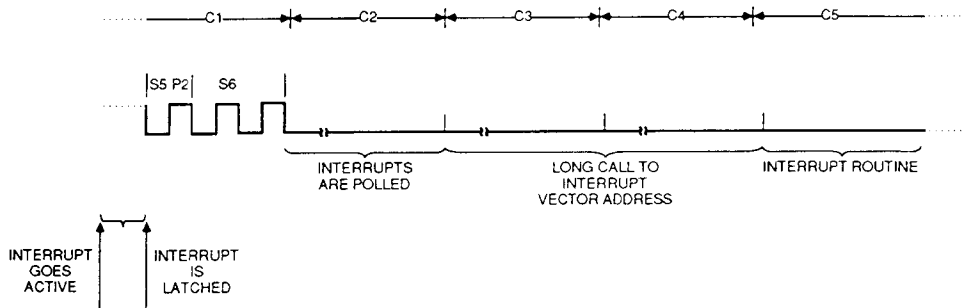 C1 C2 C3 C4 C5
S5 P2 S6
INTERRUPTS
ARE POLLED
LONG CALL TO
INTERRUPT
VECTOR ADDRESS
INTERRUPT ROUTINE
INTERRUPT
GOES
ACTIVE
INTERRUPT
IS
LATCHED